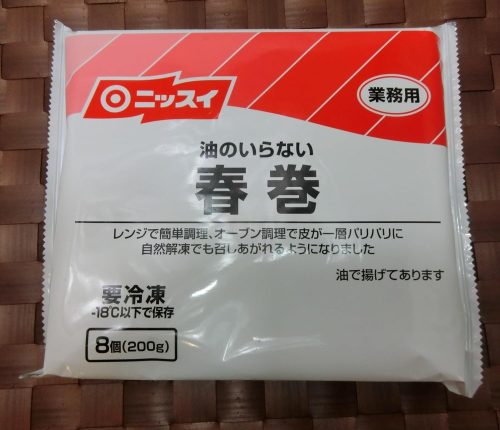 ニッスイ
業務用
油のいらない
春巻
レンジで簡単調理、オーブン調理で皮が一層パリパリに
自然解凍でも召しあがれるようになりました
油で揚げてあります
要冷凍
-18℃以下で保存
8個(200g)